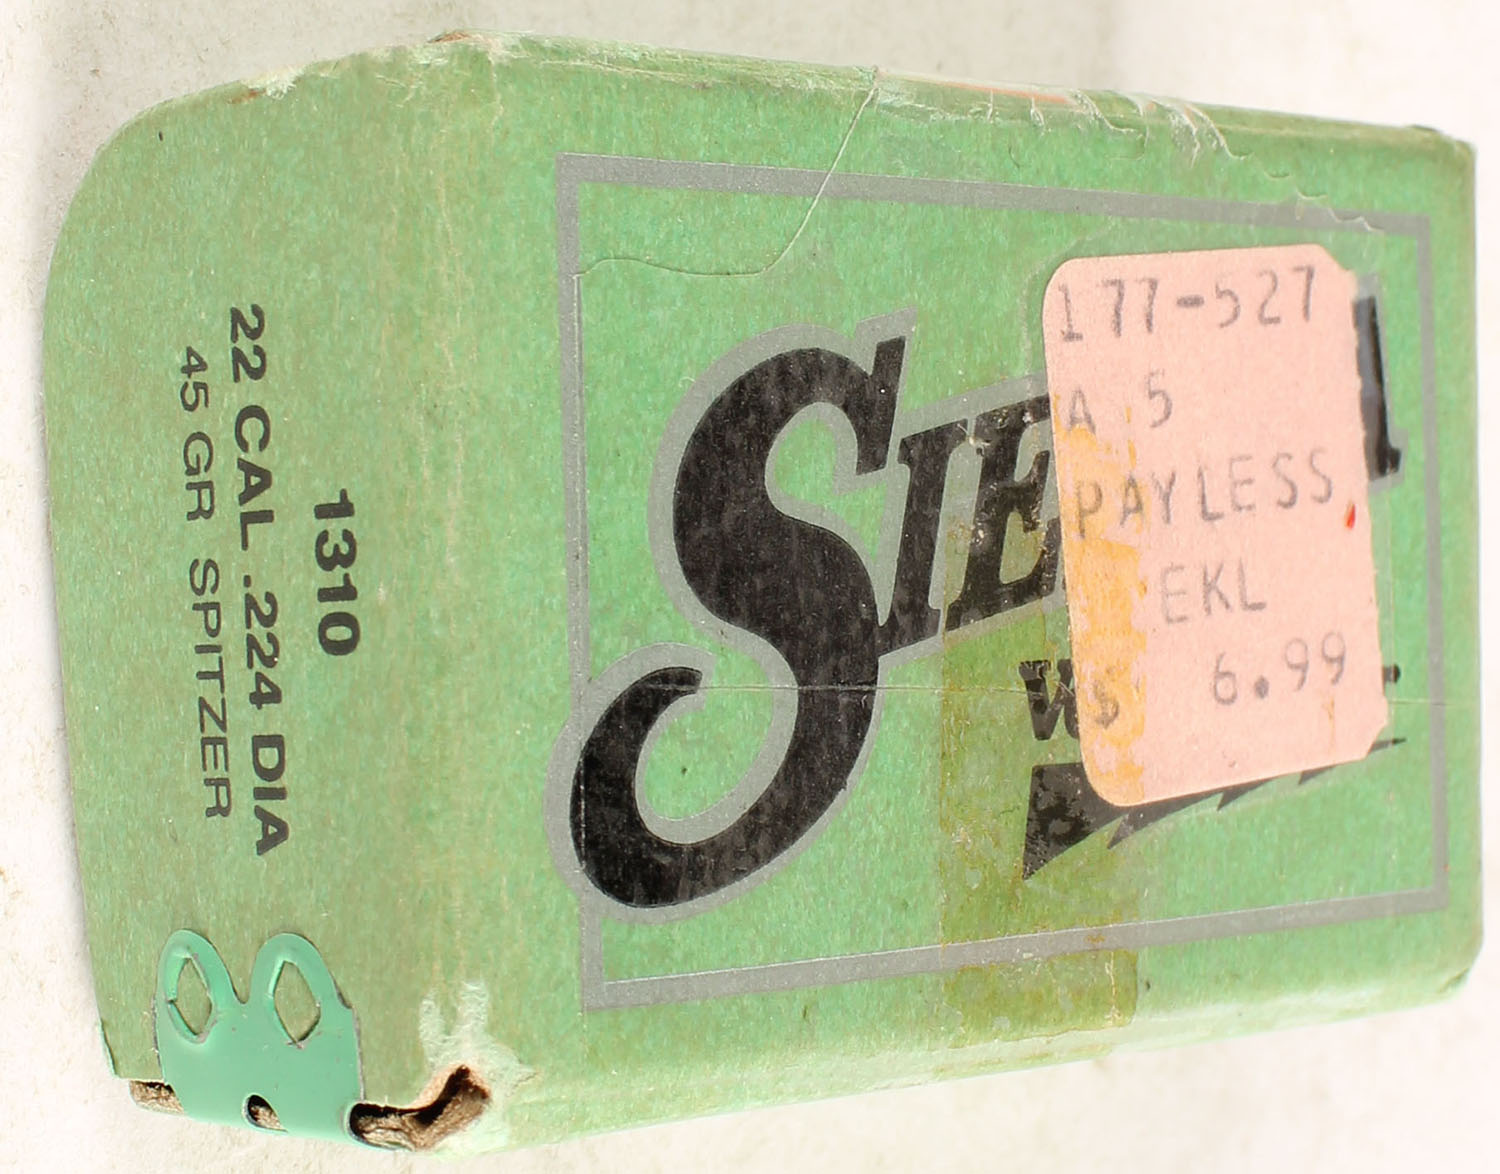 1310
22 CAL .224 DIA
45 GR SPITZER
SIE
177-527
A 5
PAYLESS
EKL
$ 6.99